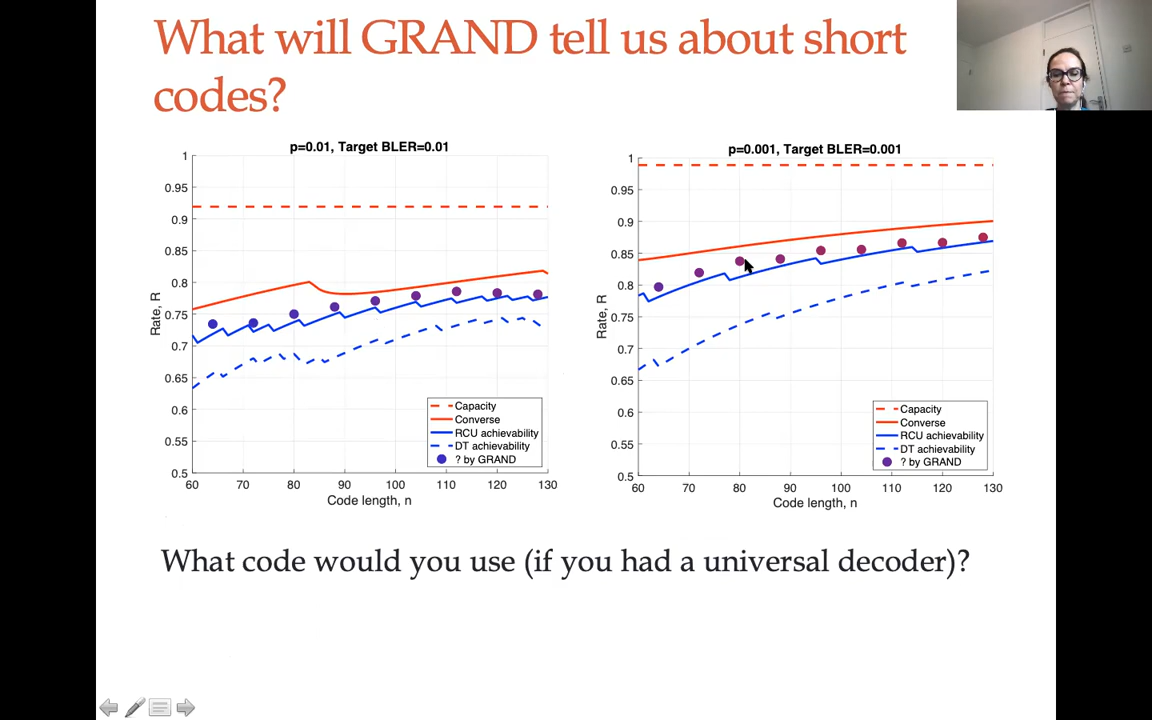 What will GRAND tell us about short
codes?
p=0.01, Target BLER=0.01
1
0.95
0.9
0.85
0.8
0.75
0.7
0.65
0.6
0.55
0.5
Rate, R
60 70 80 90 100 110 120 130
Code length, n
Capacity
Converse
RCU achievability
DT achievability
? by GRAND
p=0.001, Target BLER=0.001
1
0.95
0.9
0.85
0.8
0.75
0.7
0.65
0.6
0.55
0.5
Rate, R
60 70 80 90 100 110 120 130
Code length, n
Capacity
Converse
RCU achievability
DT achievability
? by GRAND
What code would you use (if you had a universal decoder)?